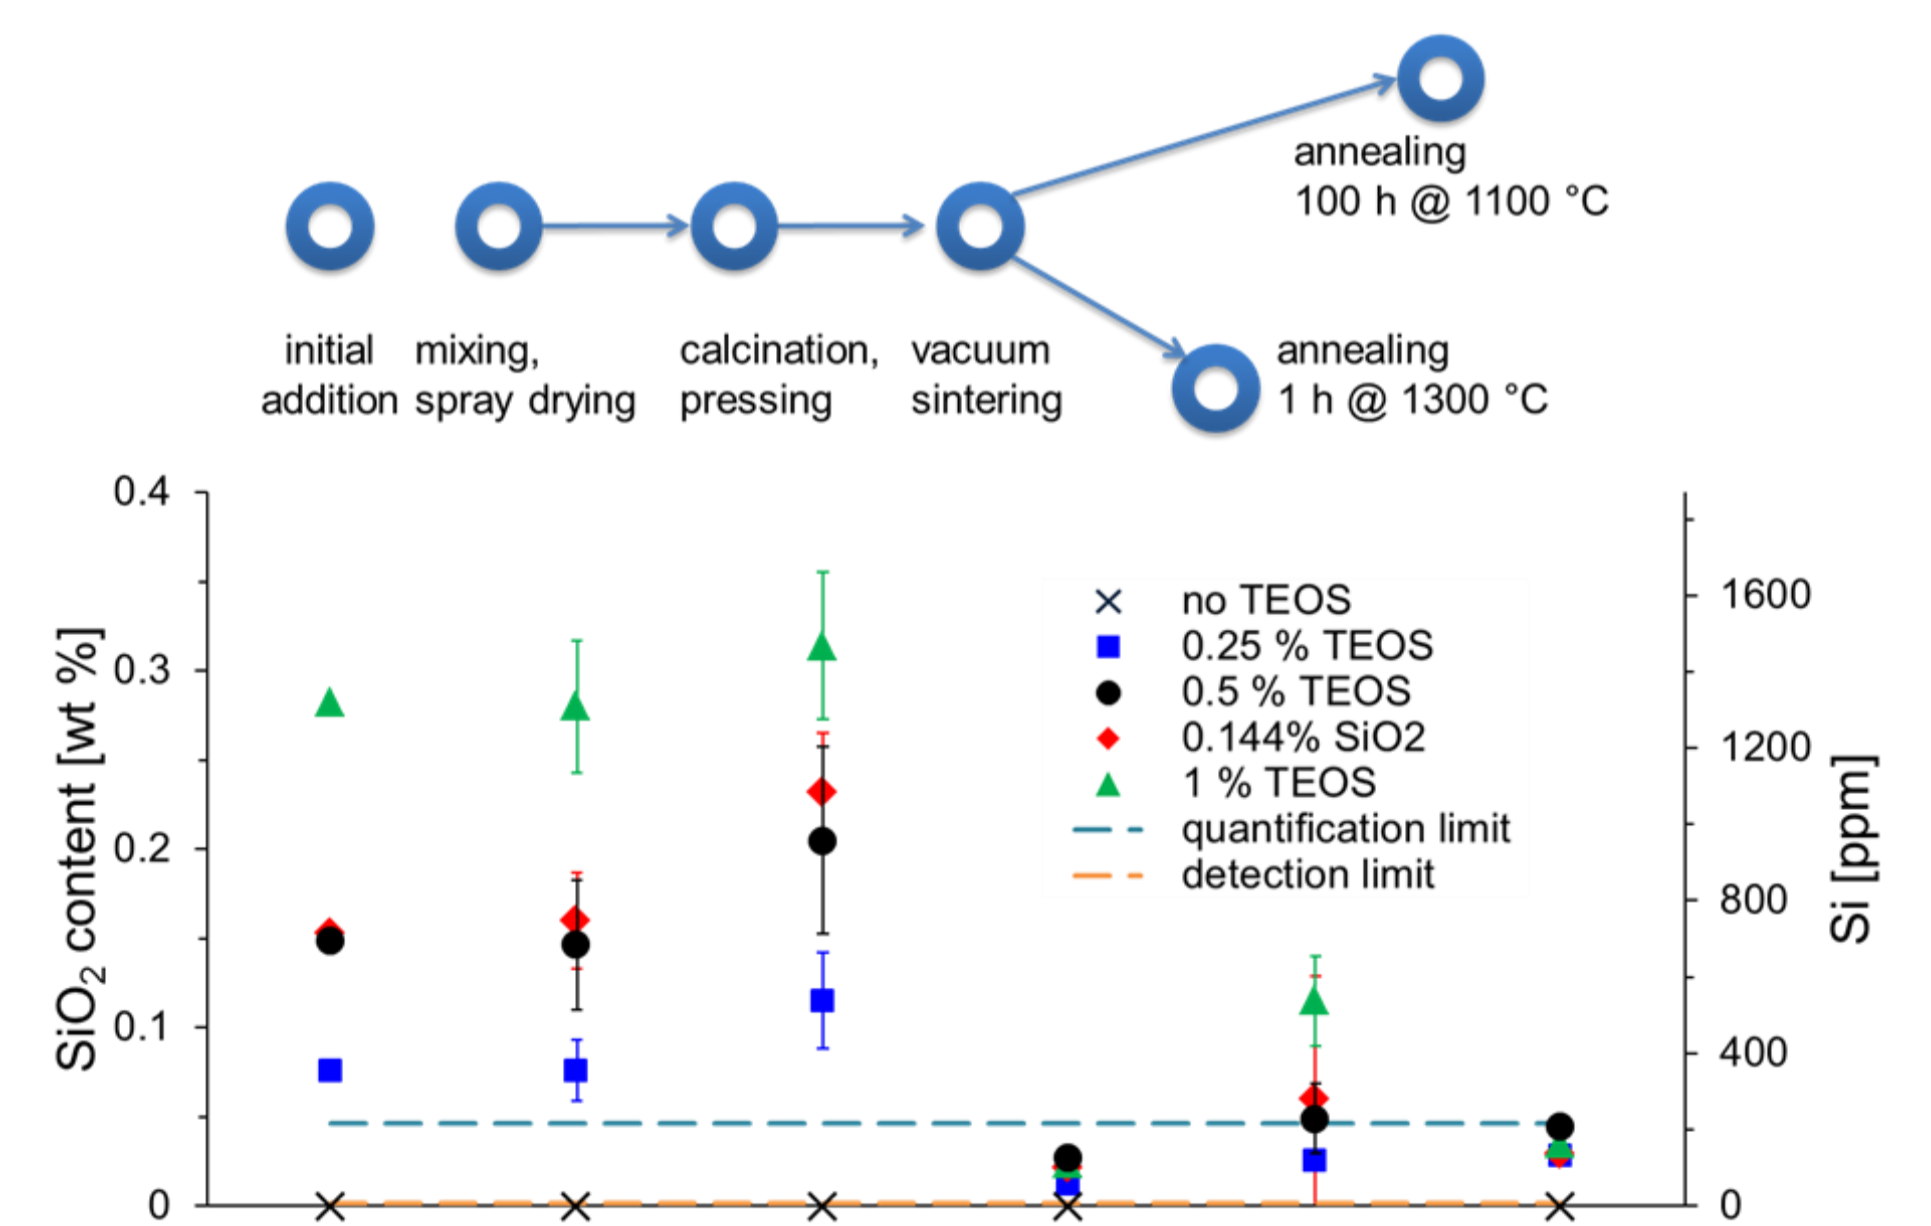 annealing
100 h @ 1100 °C
initial
addition
mixing,
spray drying
calcination,
pressing
vacuum
sintering
annealing
1 h @ 1300 °C
0.4
0.3
0.2
0.1
0
SiO₂ content [wt %]
no TEOS
0.25 % TEOS
0.5 % TEOS
0.144% SiO2
1 % TEOS
quantification limit
detection limit
1600
1200
800
400
0
Si [ppm]